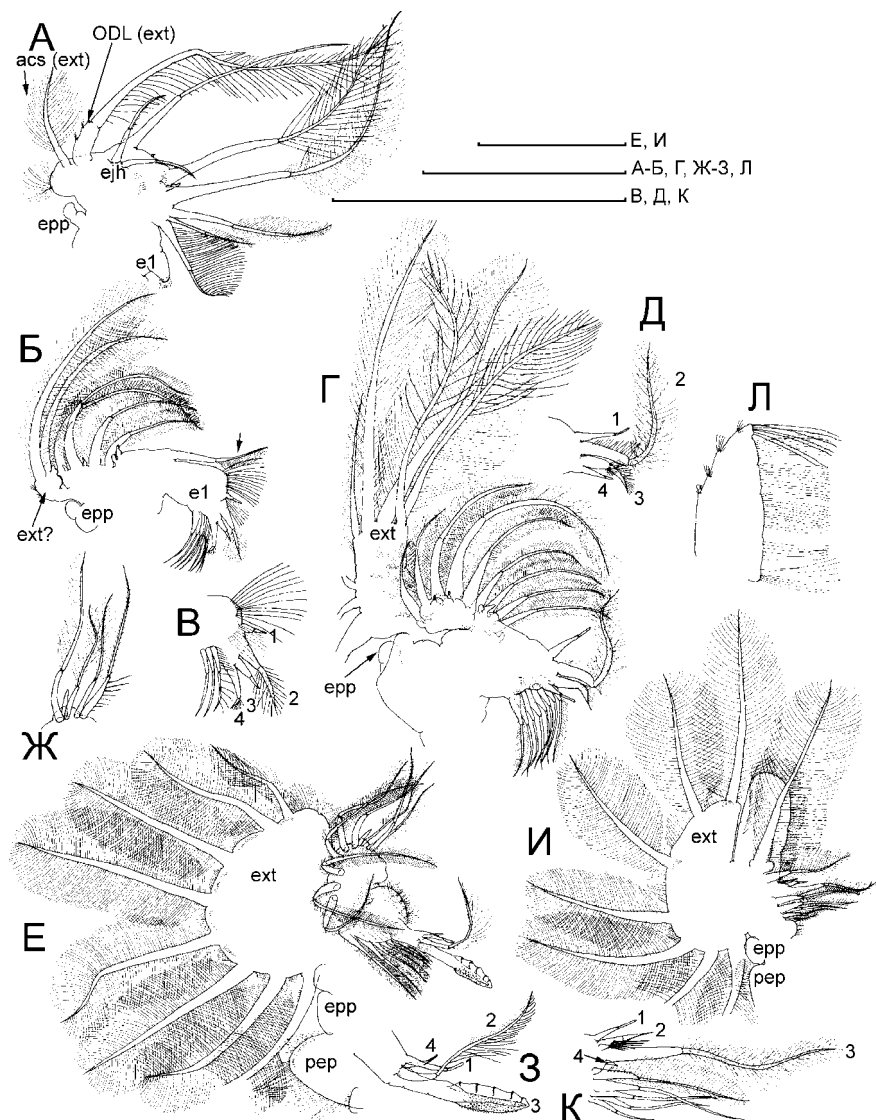 А
ODL (ext)
acs (ext)
ejh
epp
e1
Е, И
А-Б, Г, Ж-З, Л
В, Д, К
Б
ext?
epp
e1
Г
ext
epp
Д
1
2
3
4
Л
В
1
2
3
4
Ж
Е
ext
epp
pep
И
ext
epp
pep
З
1
2
3
4
К
1
2
3
4